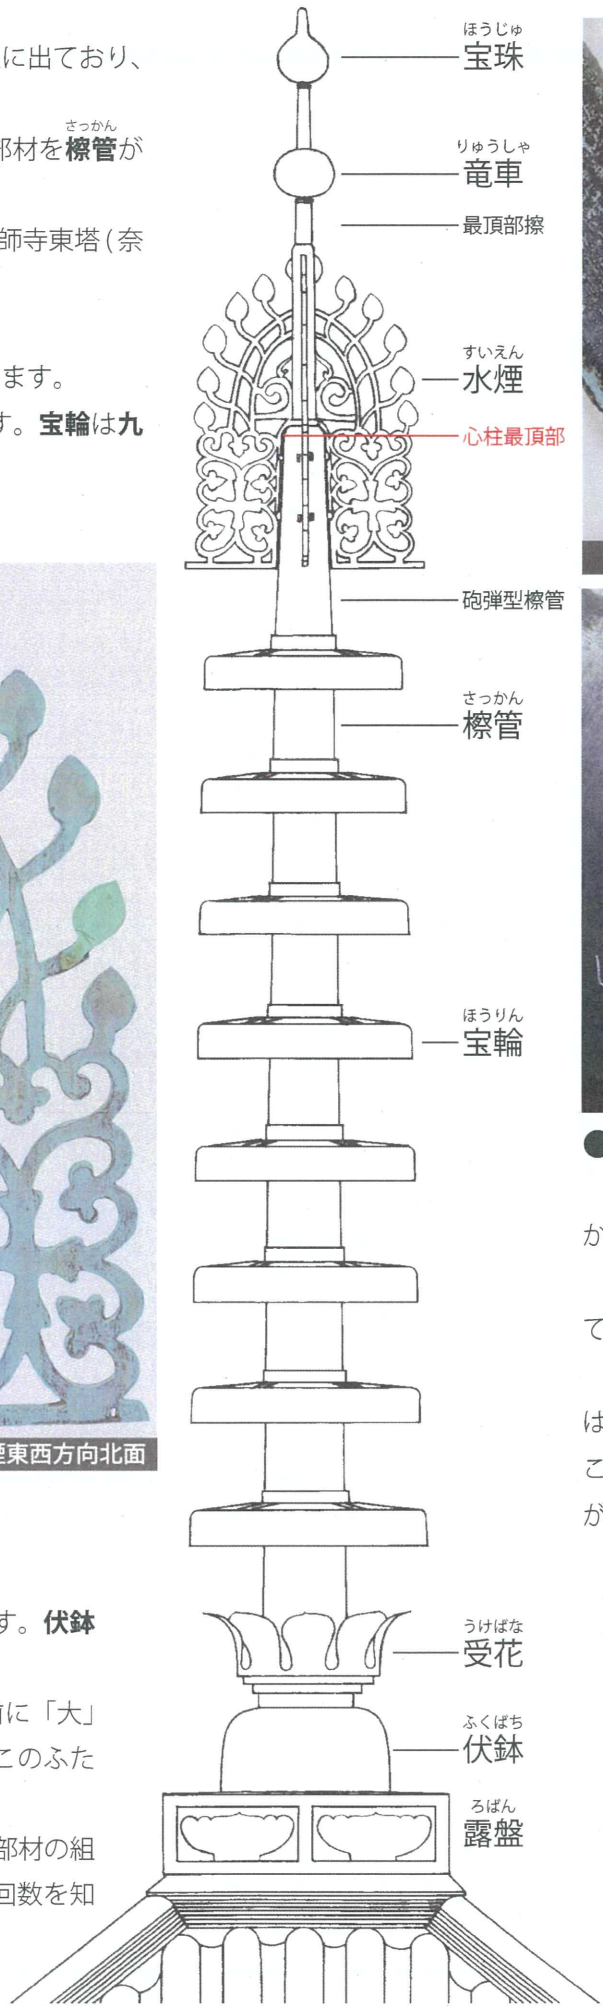 に出ており、
さっかん
部材を檫管が
師寺東塔(奈
ます。
す。宝輪は九
ほうじゅ
宝珠
りゅうしゃ
竜車
最頂部擦
すいえん
水煙
心柱最頂部
砲弾型檫管
さっかん
檫管
ほうりん
宝輪
うけばな
受花
ふくばち
伏鉢
ろばん
露盤
煙東西方向北面
す。伏鉢
前に「大」
このふた
部材の組
回数を知
●
か
て
は
こ
が